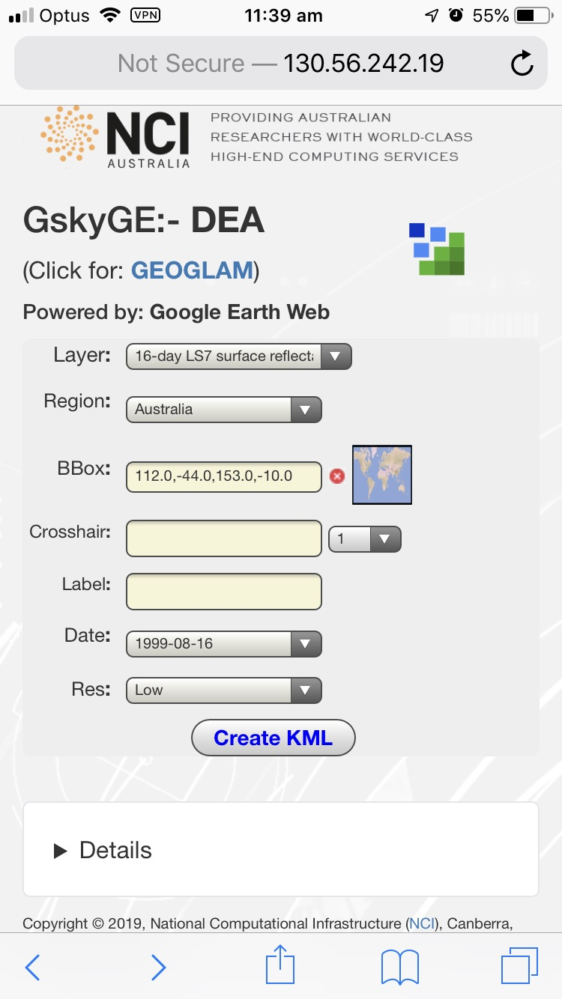 Optus VPN 11:39 am 55%
Not Secure — 130.56.242.19
NCI
AUSTRALIA
PROVIDING AUSTRALIAN
RESEARCHERS WITH WORLD-CLASS
HIGH-END COMPUTING SERVICES
GskyGE:- DEA
(Click for: GEOGLAM)
Powered by: Google Earth Web
Layer: 16-day LS7 surface reflecta
Region: Australia
BBox: 112.0,-44.0,153.0,-10.0
Crosshair: 1
Label:
Date: 1999-08-16
Res: Low
Create KML
Details
Copyright © 2019, National Computational Infrastructure (NCI), Canberra,